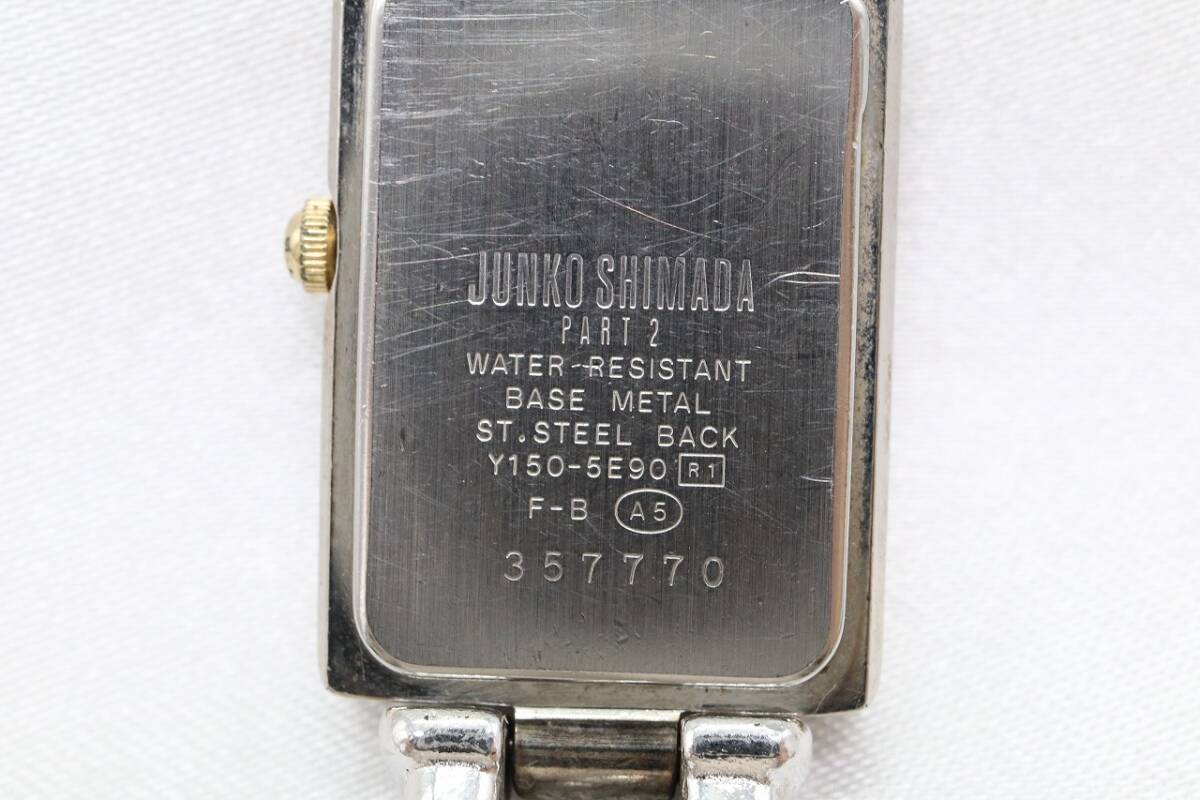 JUNKO SHIMADA
PART 2
WATER RESISTANT
BASE METAL
ST.STEEL BACK
Y150-5E90 R1
F-B A5
357770